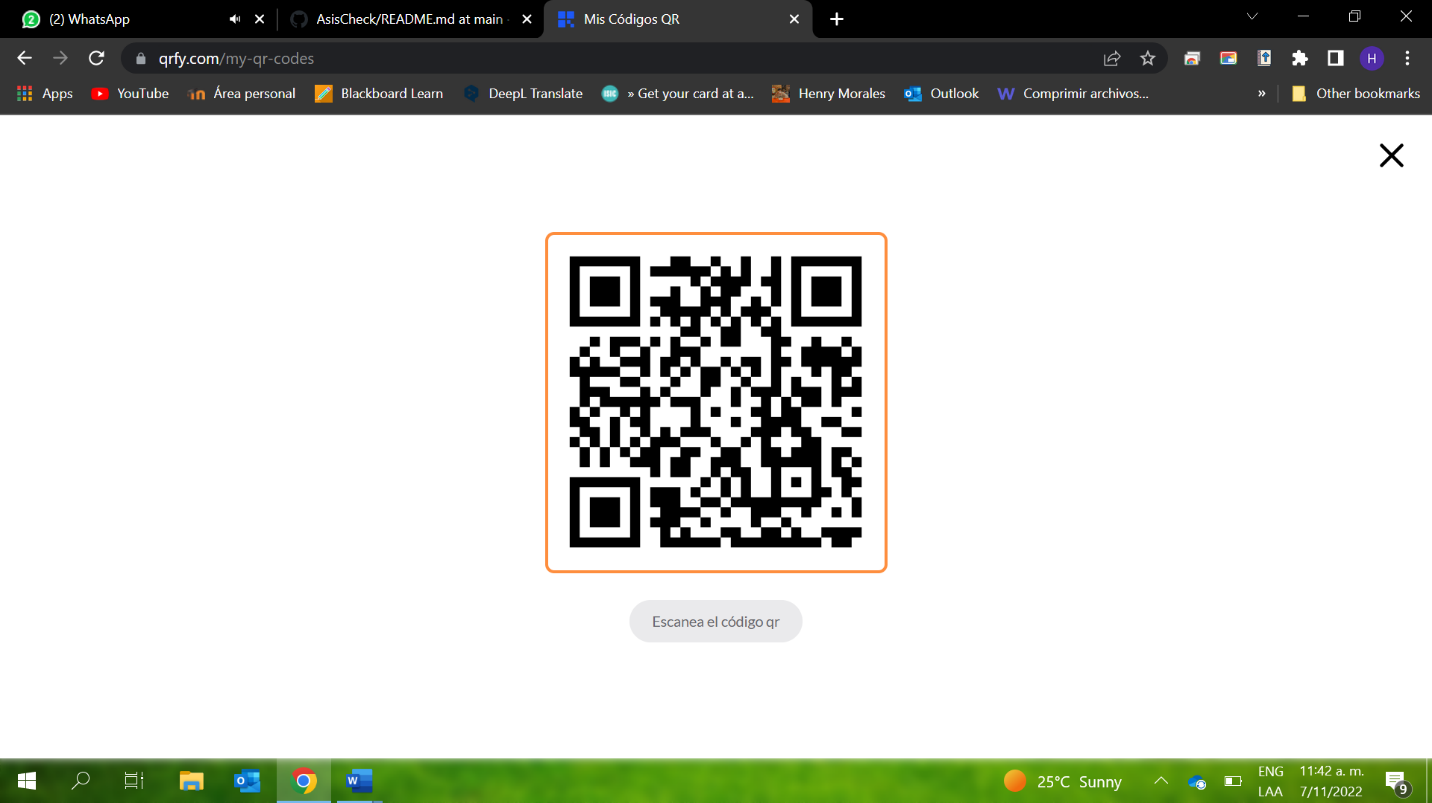 2 (2) WhatsApp
AsisCheck/README.md at main
Mis Códigos QR
qrfy.com/my-qr-codes
H
Apps
YouTube
Área personal
Blackboard Learn
DeepL Translate
ISIC » Get your card at a...
Henry Morales
Outlook
Comprimir archivos...
»
Other bookmarks
Escanea el código qr
25°C Sunny
ENG
LAA
11:42 a. m.
7/11/2022
9